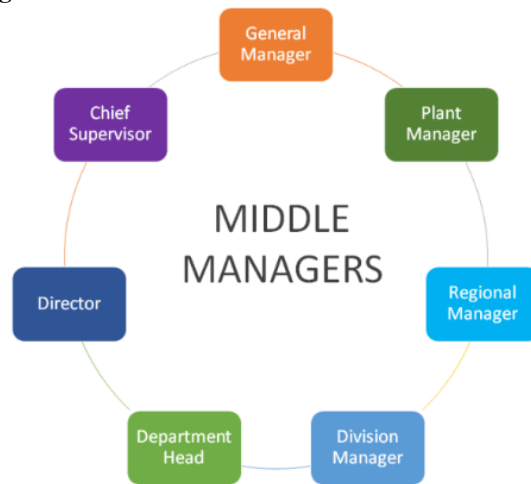 General
Manager
Plant
Manager
Regional
Manager
Division
Manager
Department
Head
Director
Chief
Supervisor
MIDDLE
MANAGERS